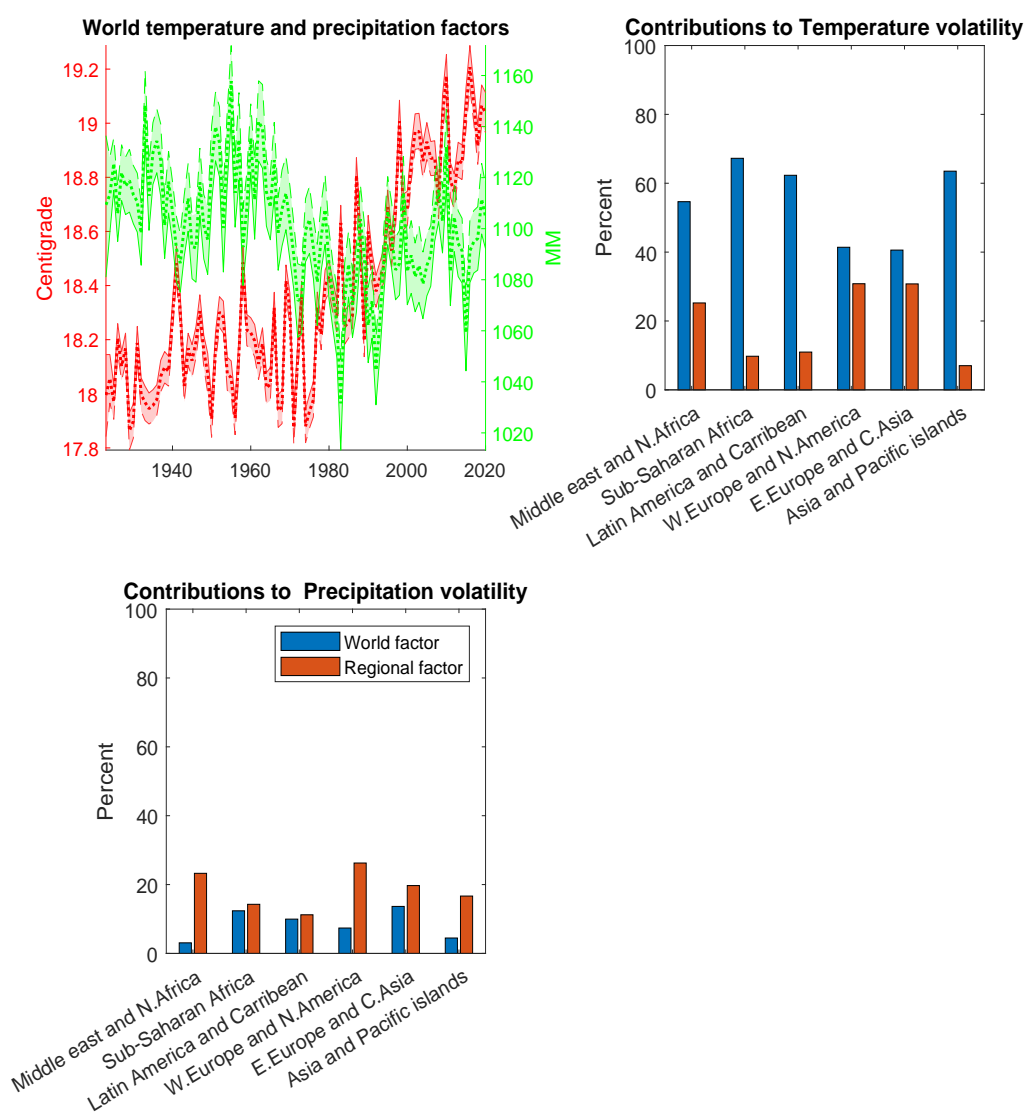 World temperature and precipitation factors
19.2
19
18.8
18.6
18.4
18.2
18
17.8
Centigrade
1160
1140
1120
1100
1080
1060
1040
1020
MM
1940
1960
1980
2000
2020
Contributions to Temperature volatility
100
80
60
40
20
0
Percent
Middle east and N.Africa
Sub-Saharan Africa
Latin America and Carribean
W.Europe and N.America
E.Europe and C.Asia
Asia and Pacific islands
Contributions to  Precipitation volatility
100
80
60
40
20
0
Percent
World factor
Regional factor
Middle east and N.Africa
Sub-Saharan Africa
Latin America and Carribean
W.Europe and N.America
E.Europe and C.Asia
Asia and Pacific islands